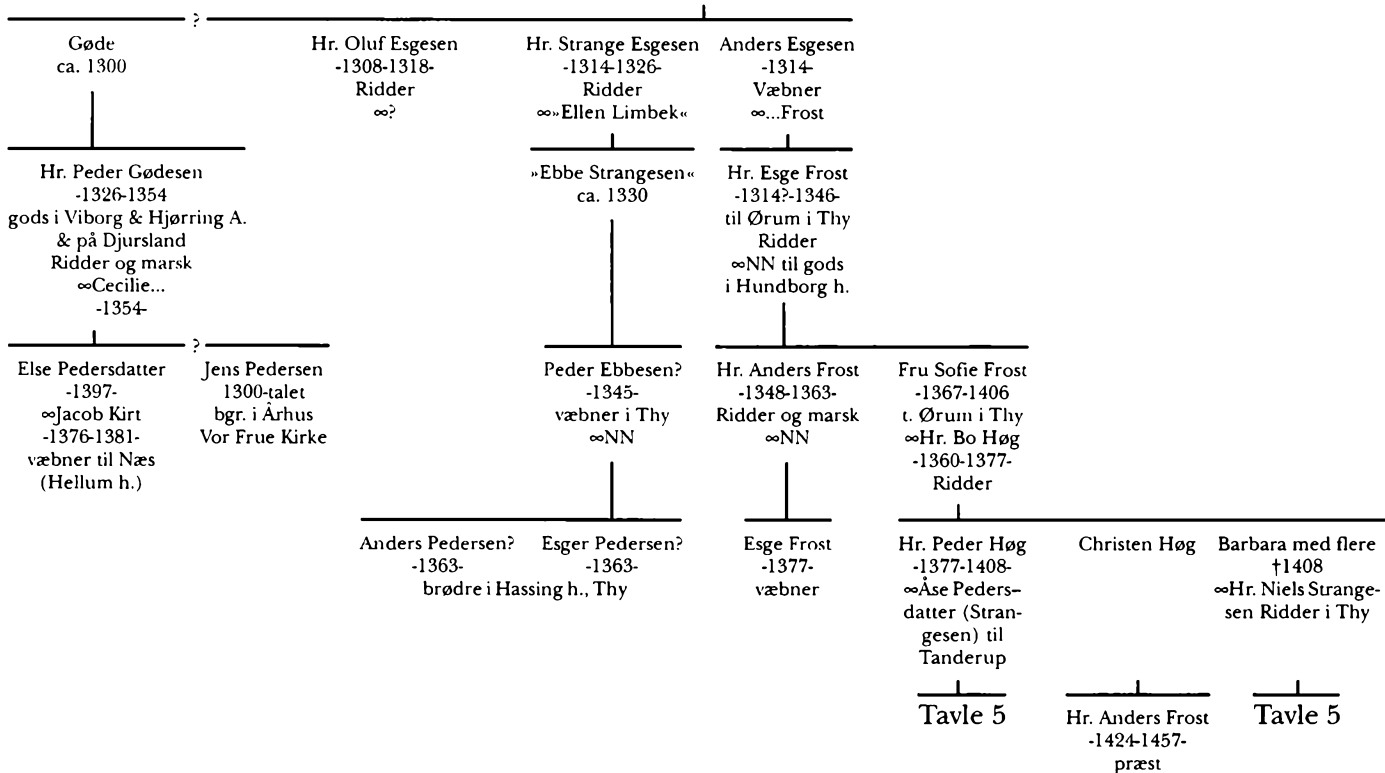 ?
Gøde
ca. 1300
Hr. Oluf Esgesen
-1308-1318-
Ridder
∞?
Hr. Strange Esgesen
-1314-1326-
Ridder
∞»Ellen Limbek«
Anders Esgesen
-1314-
Væbner
∞...Frost
Hr. Peder Gødesen
-1326-1354
gods i Viborg & Hjørring A.
& på Djursland
Ridder og marsk
∞Cecilie...
-1354-
»Ebbe Strangesen«
ca. 1330
Hr. Esge Frost
-1314?-1346-
til Ørum i Thy
Ridder
∞NN til gods
i Hundborg h.
?
Else Pedersdatter
-1397-
∞Jacob Kirt
-1376-1381-
væbner til Næs
(Hellum h.)
Jens Pedersen
1300-talet
bgr. i Århus
Vor Frue Kirke
Peder Ebbesen?
-1345-
væbner i Thy
∞NN
Hr. Anders Frost
-1348-1363-
Ridder og marsk
∞NN
Fru Sofie Frost
-1367-1406
t. Ørum i Thy
∞Hr. Bo Høg
-1360-1377-
Ridder
Anders Pedersen?
-1363-
Esger Pedersen?
-1363-
brødre i Hassing h., Thy
Esge Frost
-1377-
væbner
Hr. Peder Høg
-1377-1408-
∞Åse Peders-
datter (Stran-
gesen) til
Tanderup
Christen Høg
Barbara med flere
†1408
∞Hr. Niels Strange-
sen Ridder i Thy
Tavle 5
Hr. Anders Frost
-1424-1457-
præst
Tavle 5